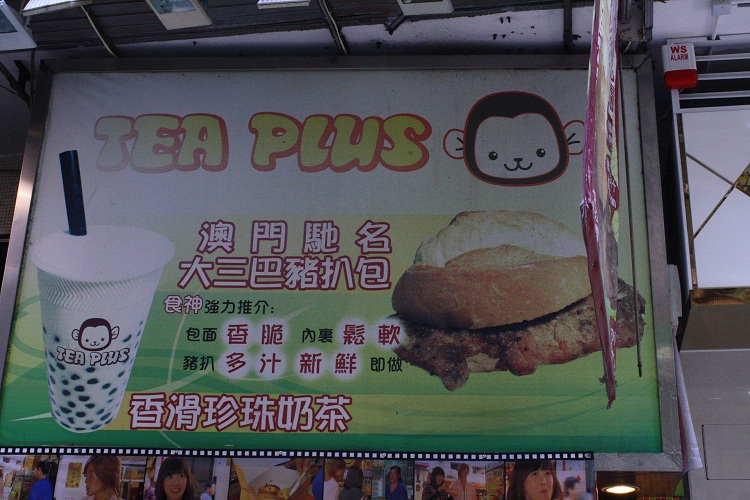 TEA PLUS
WS
ALARM
澳門馳名
大三巴豬扒包
食神強力推介:
包面 香脆 內裏 鬆軟
豬扒 多汁新鮮 即做
香滑珍珠奶茶
TEA PLUS